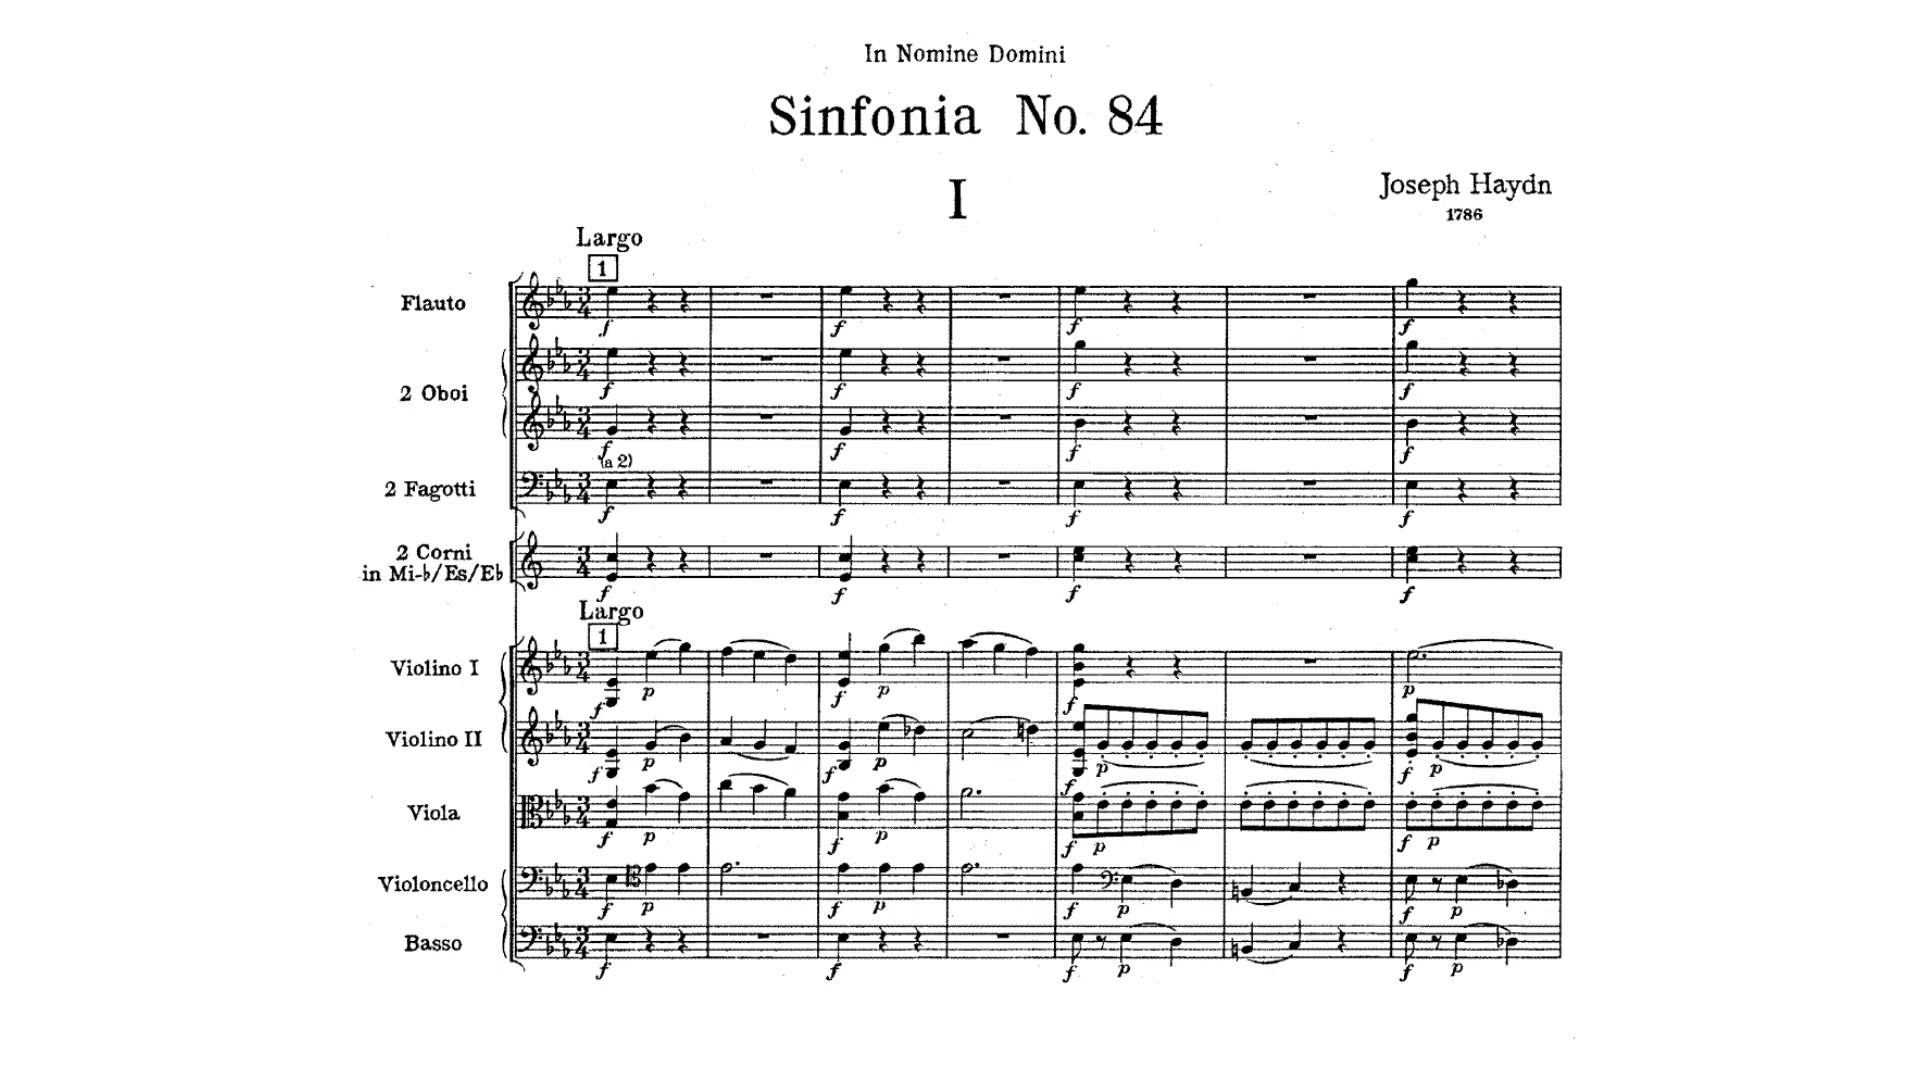 In Nomine Domini
Sinfonia No. 84
I
Joseph Haydn
1786
Largo
1
Flauto
f f f f
2 Oboi
f f f f
f f f f
(a 2)
2 Fagotti
f f f f
2 Corni
in Mi-♭/Es/E♭
f f f f
Largo
1
Violino I
f p f p f p
Violino II
f p f p f p f p
Viola
f p f p f p f p
Violoncello
f p f p f p f p
Basso
f f f p f p